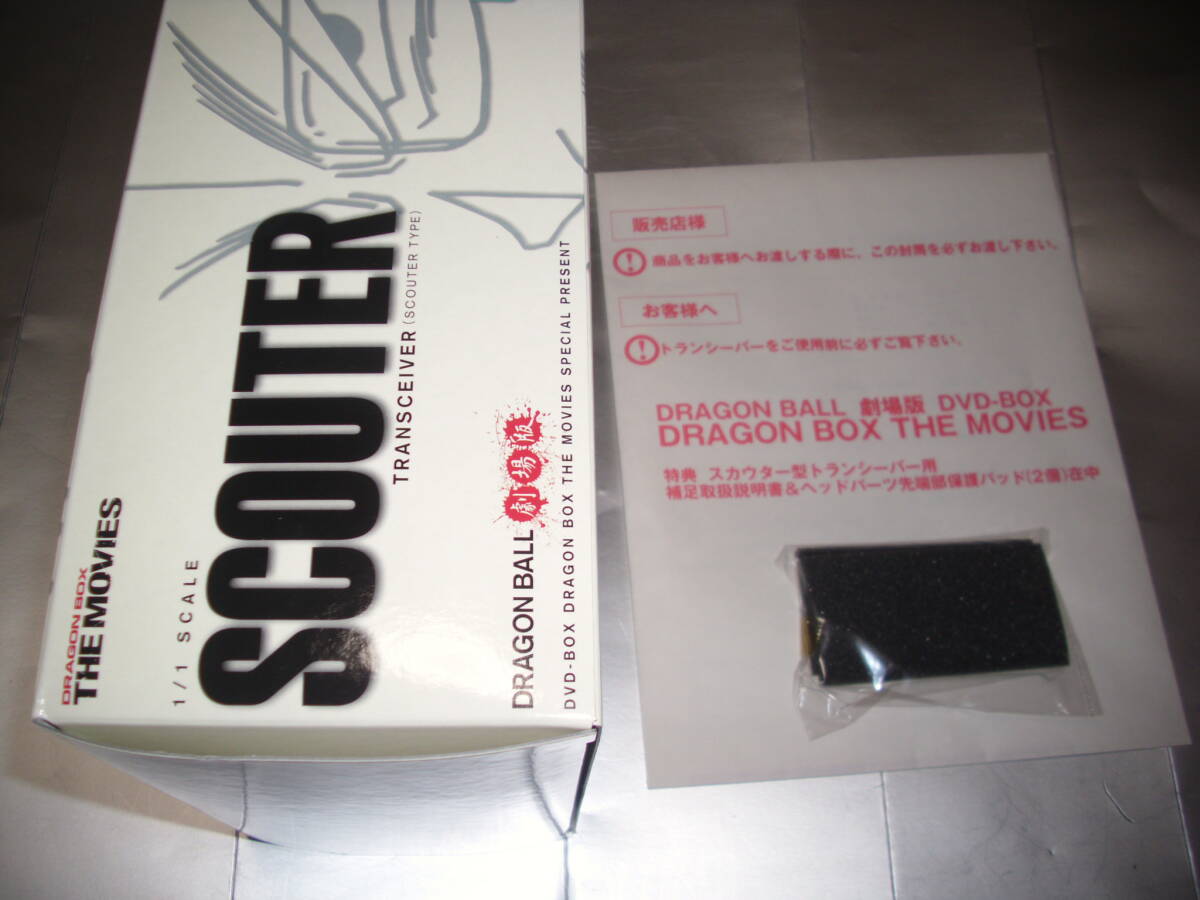 DRAGON BOX
THE MOVIES
1/1 SCALE
SCOUTER
TRANSCEIVER (SCOUTER TYPE)
DRAGON BALL 劇場版
DVD-BOX DRAGON BOX THE MOVIES SPECIAL PRESENT
販売店様
! 商品をお客様へお渡しする際に、この封筒を必ずお渡し下さい。
お客様へ
! トランシーバーをご使用前に必ずご覧下さい。
DRAGON BALL 劇場版 DVD-BOX
DRAGON BOX THE MOVIES
特典 スカウター型トランシーバー用
補足取扱説明書&ヘッドパーツ先端部保護パッド(2個)在中